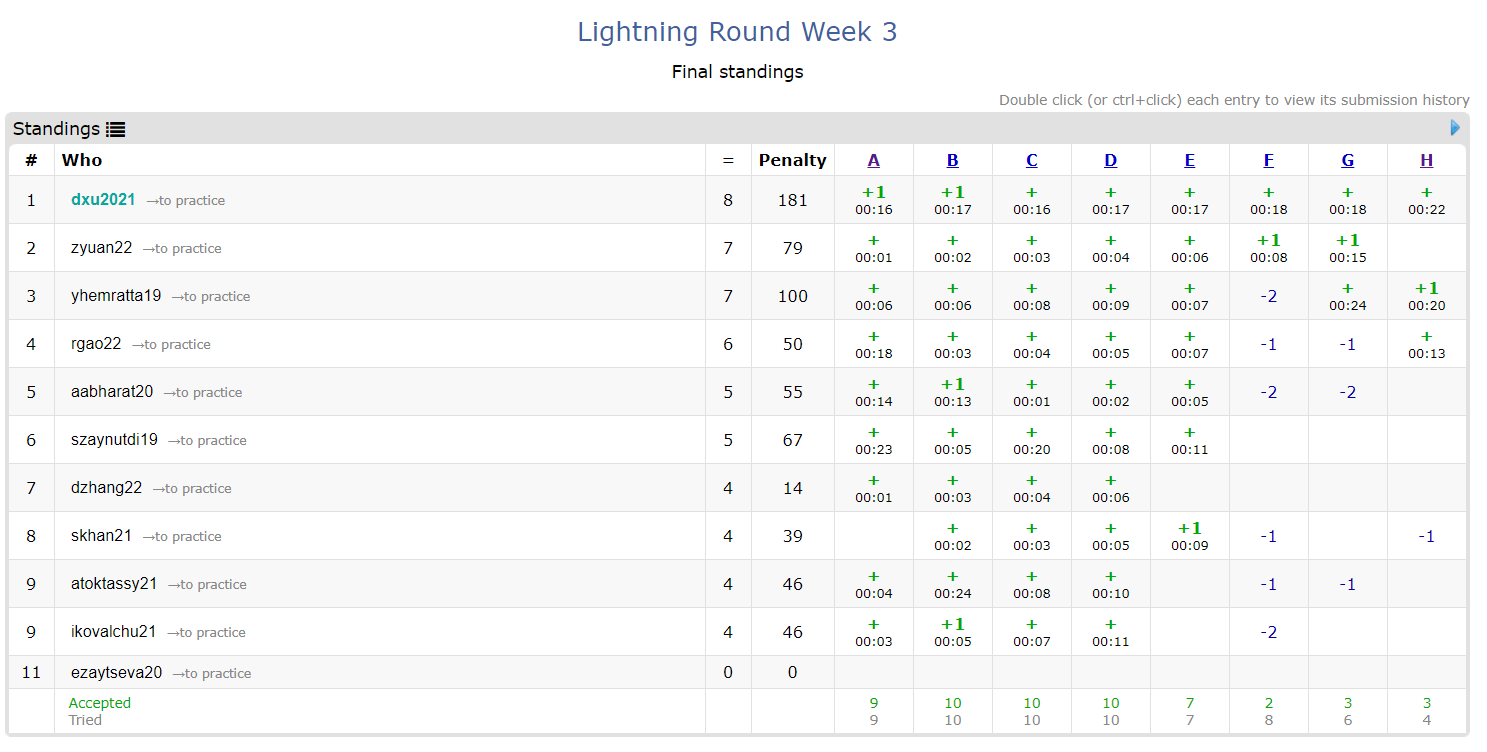 Lightning Round Week 3
Final standings
Double click (or ctrl+click) each entry to view its submission history
Standings
# Who = Penalty A B C D E F G H
1 dxu2021 →to practice 8 181 +1 00:16 +1 00:17 + 00:16 + 00:17 + 00:17 + 00:18 + 00:18 + 00:22
2 zyuan22 →to practice 7 79 + 00:01 + 00:02 + 00:03 + 00:04 + 00:06 +1 00:08 +1 00:15
3 yhemratta19 →to practice 7 100 + 00:06 + 00:06 + 00:08 + 00:09 + 00:07 -2 + 00:24 +1 00:20
4 rgao22 →to practice 6 50 + 00:18 + 00:03 + 00:04 + 00:05 + 00:07 -1 -1 + 00:13
5 aabharat20 →to practice 5 55 + 00:14 +1 00:13 + 00:01 + 00:02 + 00:05 -2 -2
6 szaynutdi19 →to practice 5 67 + 00:23 + 00:05 + 00:20 + 00:08 + 00:11
7 dzhang22 →to practice 4 14 + 00:01 + 00:03 + 00:04 + 00:06
8 skhan21 →to practice 4 39 + 00:02 + 00:03 + 00:05 +1 00:09 -1 -1
9 atoktassy21 →to practice 4 46 + 00:04 + 00:24 + 00:08 + 00:10 -1 -1
9 ikovalchu21 →to practice 4 46 + 00:03 +1 00:05 + 00:07 + 00:11 -2
11 ezaytseva20 →to practice 0 0
Accepted 9 10 10 10 7 2 3 3
Tried 9 10 10 10 7 8 6 4